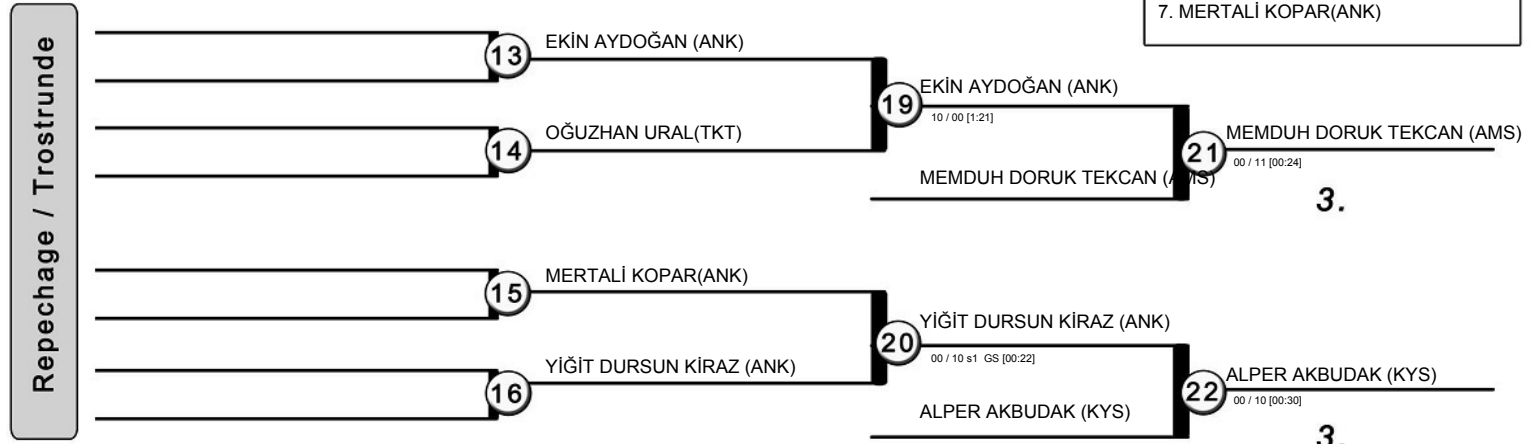 7. MERTALİ KOPAR(ANK)
Repechage / Trostrunde
13
EKİN AYDOĞAN (ANK)
14
OĞUZHAN URAL(TKT)
19
EKİN AYDOĞAN (ANK)
10 / 00 [1:21]
MEMDUH DORUK TEKCAN (AMS)
21
MEMDUH DORUK TEKCAN (AMS)
00 / 11 [00:24]
3.
15
MERTALİ KOPAR(ANK)
16
YİĞİT DURSUN KİRAZ (ANK)
20
YİĞİT DURSUN KİRAZ (ANK)
00 / 10 s1 GS [00:22]
ALPER AKBUDAK (KYS)
22
ALPER AKBUDAK (KYS)
00 / 10 [00:30]
3.